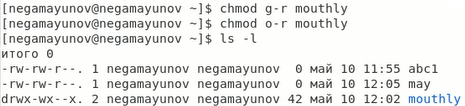 [negamayunov@negamayunov ~]$ chmod g-r mouthly
[negamayunov@negamayunov ~]$ chmod o-r mouthly
[negamayunov@negamayunov ~]$ ls -l
итого 0
-rw-rw-r--. 1 negamayunov negamayunov  0 май 10 11:55 abc1
-rw-rw-r--. 1 negamayunov negamayunov  0 май 10 12:05 may
drwx-wx--x. 2 negamayunov negamayunov 42 май 10 12:02 mouthly